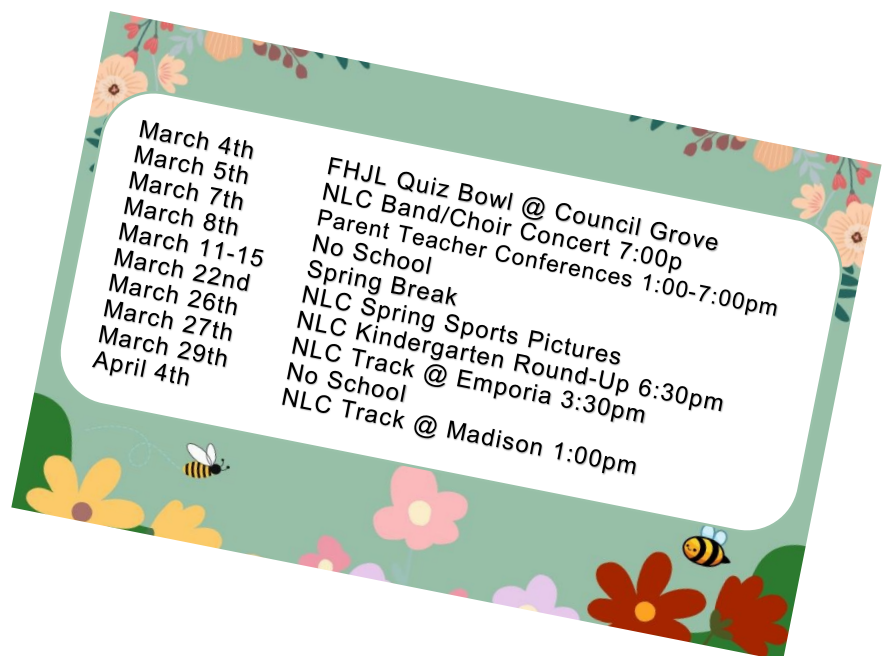 March 4th FHJL Quiz Bowl @ Council Grove
March 5th NLC Band/Choir Concert 7:00p
March 7th Parent Teacher Conferences 1:00-7:00pm
March 8th No School
March 11-15 Spring Break
March 22nd NLC Spring Sports Pictures
March 26th NLC Kindergarten Round-Up 6:30pm
March 27th NLC Track @ Emporia 3:30pm
March 29th No School
April 4th NLC Track @ Madison 1:00pm